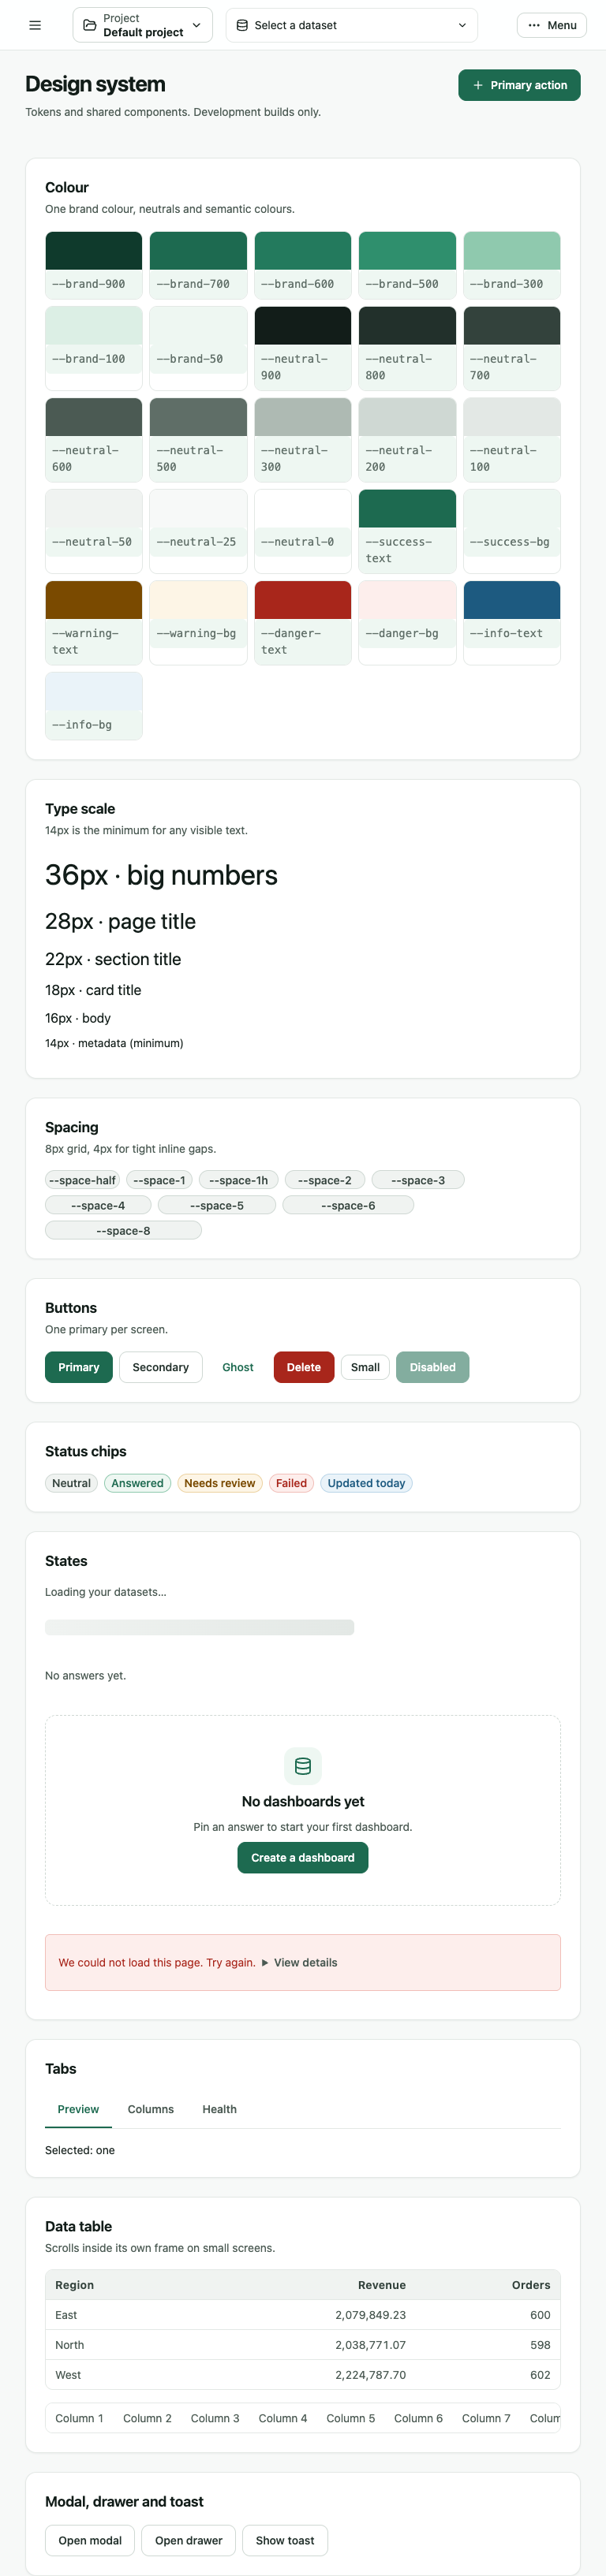 Project
Default project
Select a dataset
Menu
Design system
Primary action
Tokens and shared components. Development builds only.
Colour
One brand colour, neutrals and semantic colours.
--brand-900
--brand-700
--brand-600
--brand-500
--brand-300
--brand-100
--brand-50
--neutral-
900
--neutral-
800
--neutral-
700
--neutral-
600
--neutral-
500
--neutral-
300
--neutral-
200
--neutral-
100
--neutral-50
--neutral-25
--neutral-0
--success-
text
--success-bg
--warning-
text
--warning-bg
--danger-
text
--danger-bg
--info-text
--info-bg
Type scale
14px is the minimum for any visible text.
36px · big numbers
28px · page title
22px · section title
18px · card title
16px · body
14px · metadata (minimum)
Spacing
8px grid, 4px for tight inline gaps.
--space-half --space-1 --space-1h --space-2 --space-3
--space-4 --space-5 --space-6
--space-8
Buttons
One primary per screen.
Primary Secondary Ghost Delete Small Disabled
Status chips
Neutral Answered Needs review Failed Updated today
States
Loading your datasets…
No answers yet.
No dashboards yet
Pin an answer to start your first dashboard.
Create a dashboard
We could not load this page. Try again. ▶ View details
Tabs
Preview Columns Health
Selected: one
Data table
Scrolls inside its own frame on small screens.
Region Revenue Orders
East 2,079,849.23 600
North 2,038,771.07 598
West 2,224,787.70 602
Column 1 Column 2 Column 3 Column 4 Column 5 Column 6 Column 7 Colum
Modal, drawer and toast
Open modal Open drawer Show toast